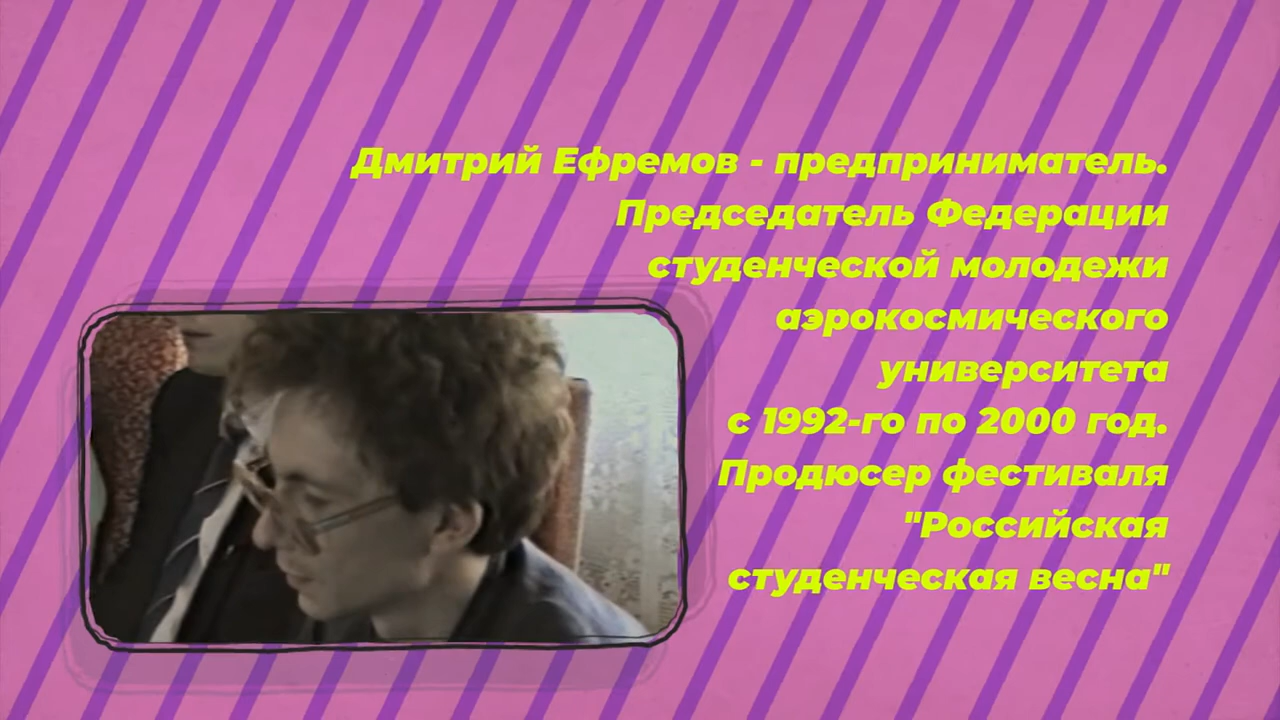 Дмитрий Ефремов - предприниматель.
Председатель Федерации
студенческой молодежи
аэрокосмического
университета
с 1992-го по 2000 год.
Продюсер фестиваля
"Российская
студенческая весна"